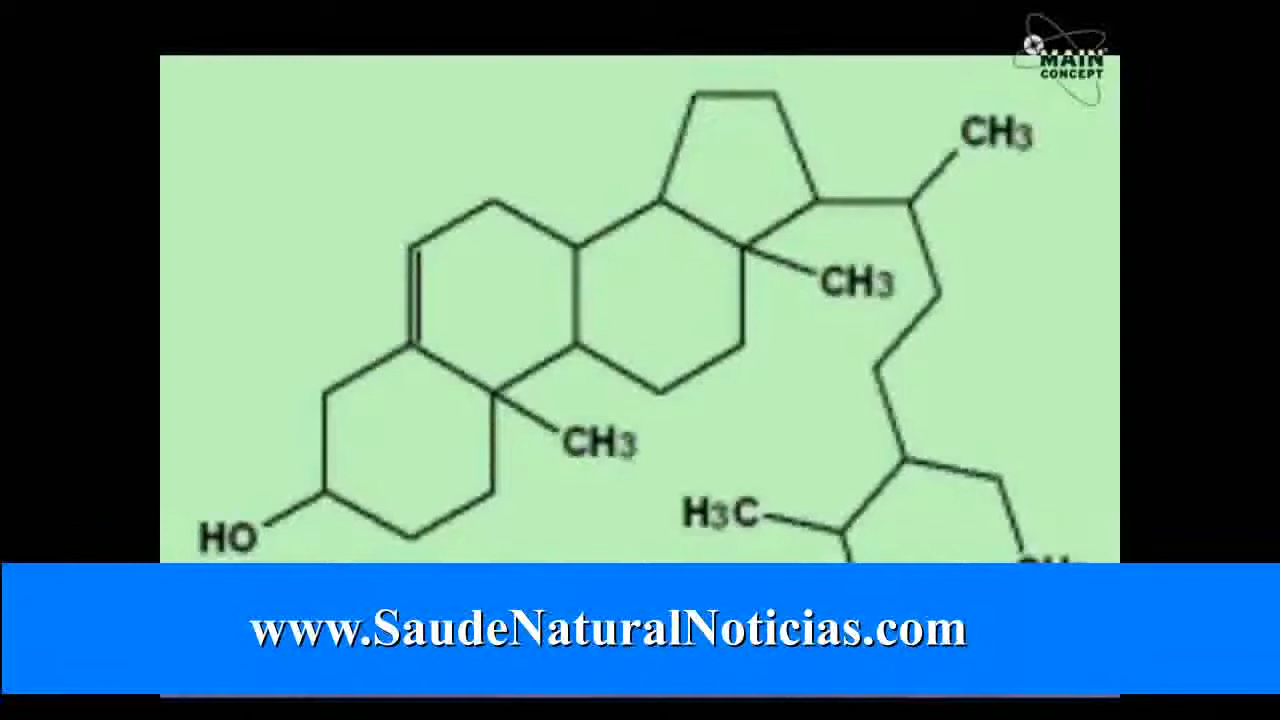 MAIN
CONCEPT
CH3
CH3
CH3
H3C
HO
www.SaudeNaturalNoticias.com